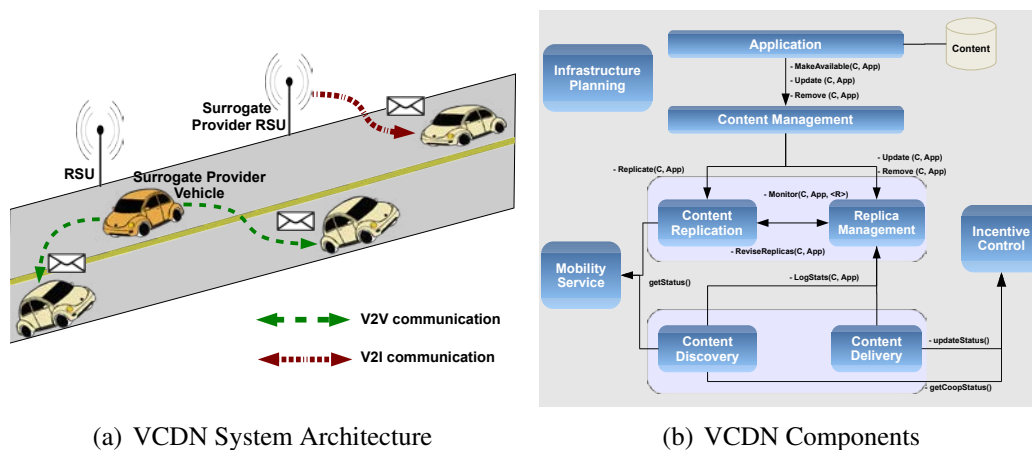 Surrogate
Provider RSU
RSU
Surrogate Provider
Vehicle
V2V communication
V2I communication
(a) VCDN System Architecture
Application
Content
Infrastructure
Planning
- MakeAvailable(C, App)
- Update (C, App)
- Remove (C, App)
Content Management
- Replicate(C, App)
- Update (C, App)
- Remove (C, App)
- Monitor(C, App, <R>)
Content
Replication
Replica
Management
Incentive
Control
- ReviseReplicas(C, App)
Mobility
Service
getStatus()
- LogStats(C, App)
Content
Discovery
Content
Delivery
- updateStatus()
- getCoopStatus()
(b) VCDN Components